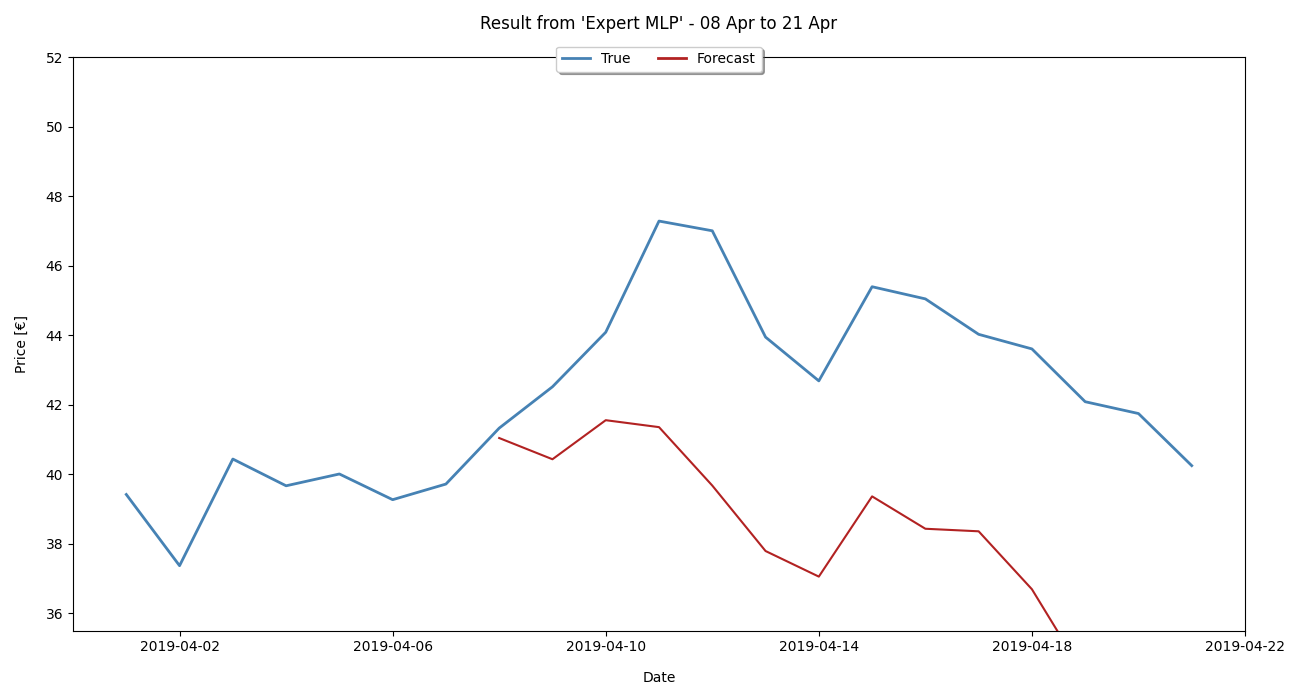 Result from 'Expert MLP' - 08 Apr to 21 Apr
True Forecast
52
50
48
46
44
42
40
38
36
Price [€]
2019-04-02 2019-04-06 2019-04-10 2019-04-14 2019-04-18 2019-04-22
Date